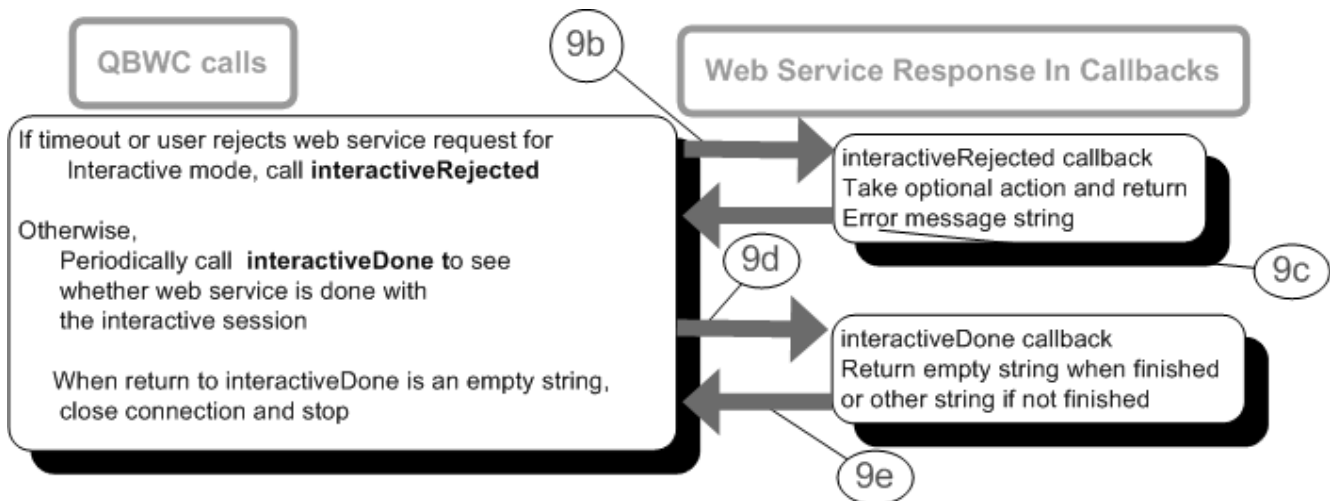 QBWC calls
9b
Web Service Response In Callbacks
If timeout or user rejects web service request for
Interactive mode, call interactiveRejected
Otherwise,
Periodically call interactiveDone to see
whether web service is done with
the interactive session
When return to interactiveDone is an empty string,
close connection and stop
interactiveRejected callback
Take optional action and return
Error message string
9c
9d
interactiveDone callback
Return empty string when finished
or other string if not finished
9e